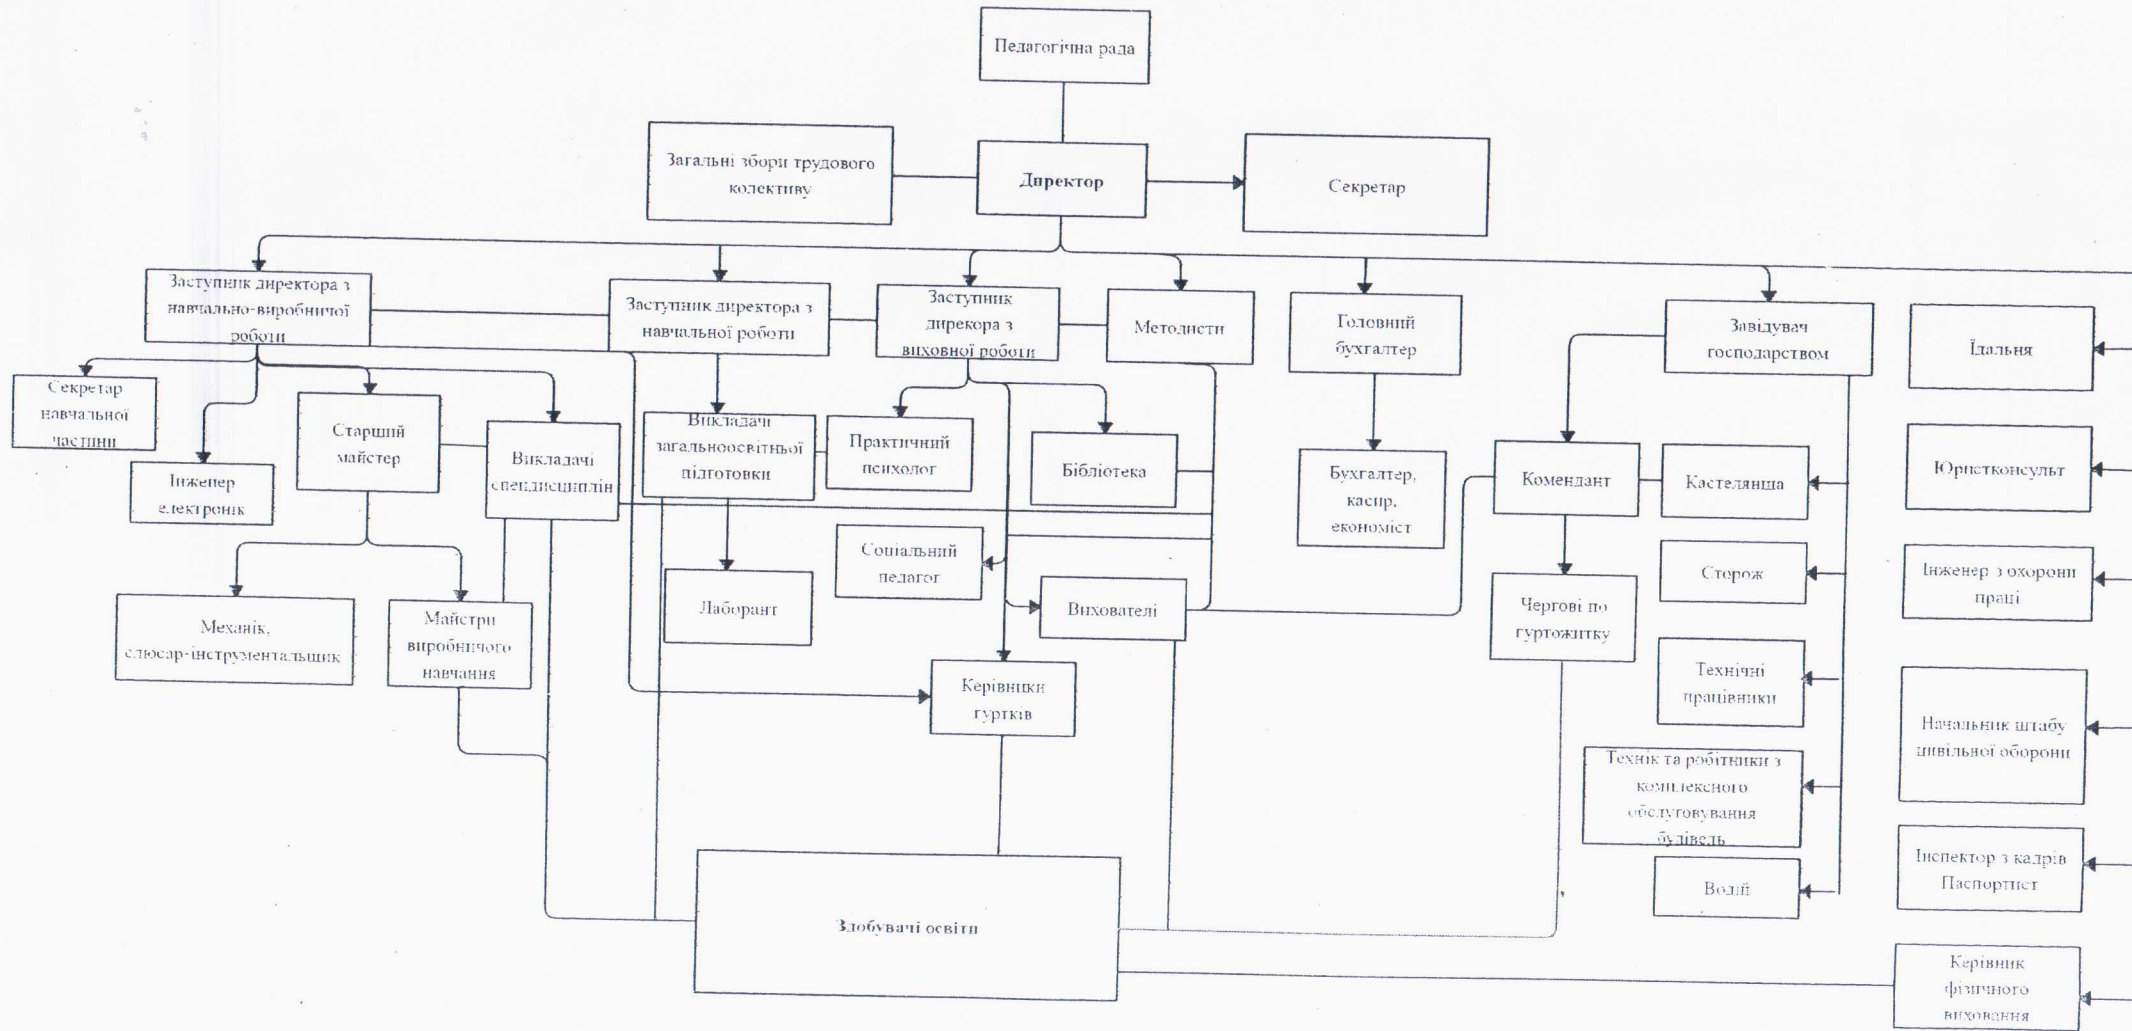 Педагогічна рада
Загальні збори трудового
колективу
Директор
Секретар
Заступник директора з
навчально-виробничої
роботи
Заступник директора з
навчальної роботи
Заступник
дирекора з
виховної роботи
Методисти
Головний
бухгалтер
Завідувач
господарством
Їдальня
Секретар
навчальної
частини
Старший
майстер
Викладачі
спецдисциплін
Викладачі
загальноосвітньої
підготовки
Практичний
психолог
Бібліотека
Бухгалтер,
касир,
економіст
Комендант
Кастелянша
Юристконсульт
Інженер
електронік
Соціальний
педагог
Сторож
Інженер з охорони
праці
Механік,
слюсар-інструментальщик
Майстри
виробничого
навчання
Лаборант
Вихователі
Чергові по
гуртожитку
Технічні
працівники
Керівники
гуртків
Начальник штабу
цивільної оборони
Технік та робітники з
комплексного
обслуговування
будівель
Водій
Інспектор з кадрів
Паспортист
Здобувачі освіти
Керівник
фізичного
виховання